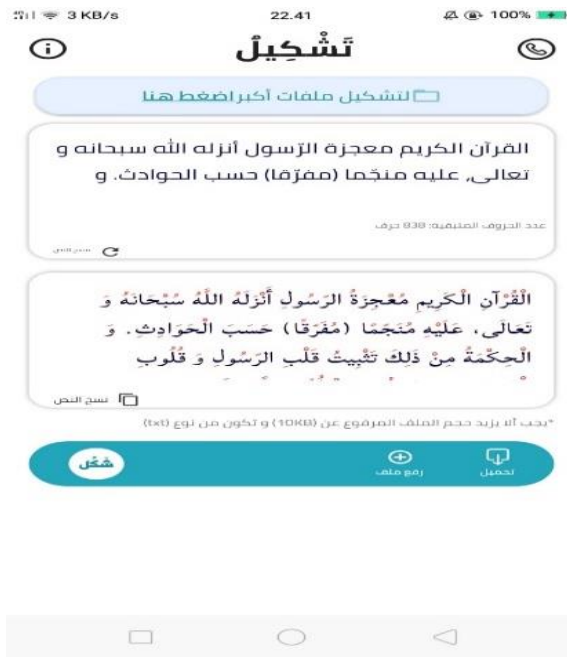 3 KB/s 22.41 100%
تَشْكِيلٌ
لتشكيل ملفات أكبر اضغط هنا
القرآن الكريم معجزة الرّسول أنزله الله سبحانه و
تعالى, عليه منجّما (مفرّقا) حسب الحوادث. و
عدد الحروف المتبقية: 838 حرف
الْقُرْآنِ الْكَرِيمِ مُعْجِزَةُ الرَسُولِ أَنْزَلَهُ اللَّهُ سُبْحَانَهُ وَ
تَعَالَى، عَلَيْهِ مُنَجَمًا (مُفَرَقًا) حَسَبَ الْحَوَادِثِ. وَ
الْحِكْمَةُ مِنْ ذَلِكَ تَثْبِيتُ قَلْبِ الرَسُولِ وَ قُلُوبِ
نسخ النص
*يجب ألا يزيد حجم الملف المرفوع عن (10KB) و تكون من نوع (txt)
تحميل رفع ملف شَكِّل